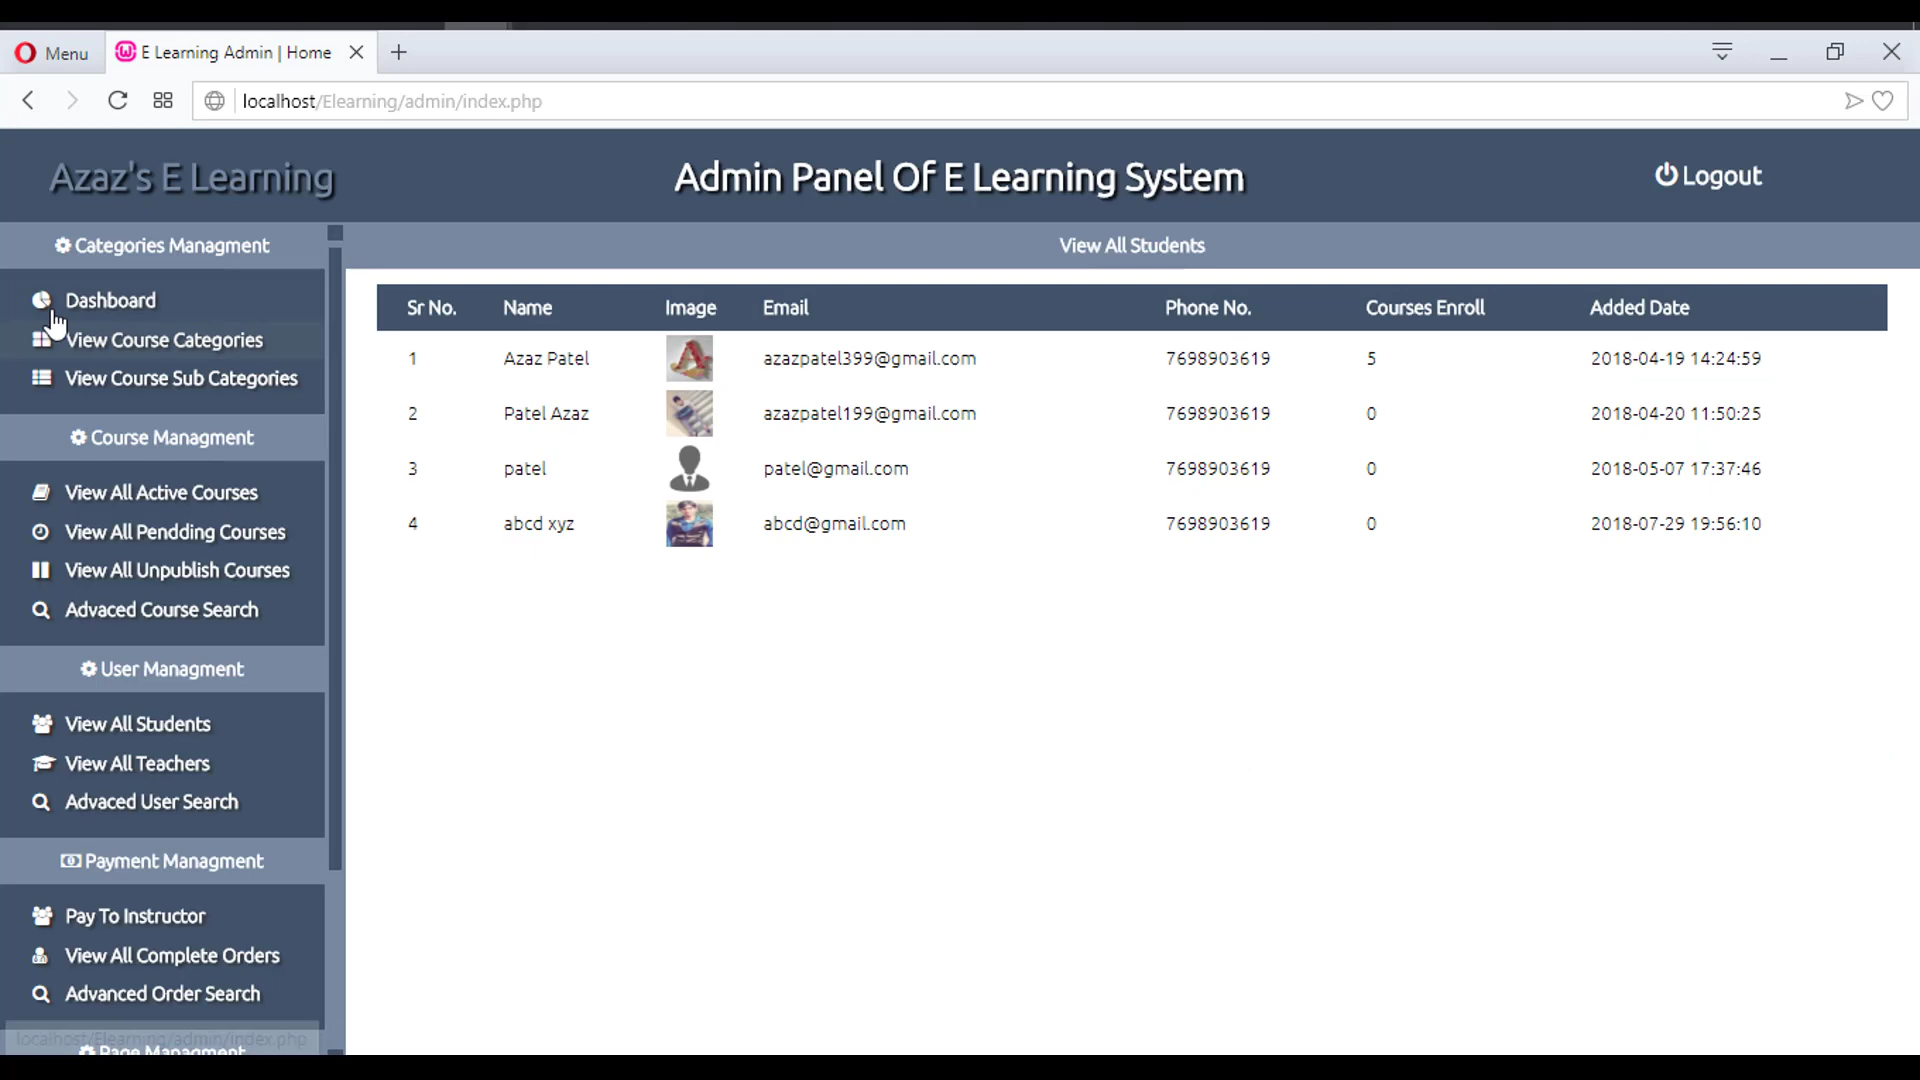 Menu
E Learning Admin | Home
localhost/Elearning/admin/index.php
Azaz's E Learning
Admin Panel Of E Learning System
Logout
Categories Managment
Dashboard
View Course Categories
View Course Sub Categories
Course Managment
View All Active Courses
View All Pendding Courses
View All Unpublish Courses
Advaced Course Search
User Managment
View All Students
View All Teachers
Advaced User Search
Payment Managment
Pay To Instructor
View All Complete Orders
Advanced Order Search
localhost/Elearning/admin/index.php
Page Managment
View All Students
Sr No. Name Image Email Phone No. Courses Enroll Added Date
1 Azaz Patel azazpatel399@gmail.com 7698903619 5 2018-04-19 14:24:59
2 Patel Azaz azazpatel199@gmail.com 7698903619 0 2018-04-20 11:50:25
3 patel patel@gmail.com 7698903619 0 2018-05-07 17:37:46
4 abcd xyz abcd@gmail.com 7698903619 0 2018-07-29 19:56:10